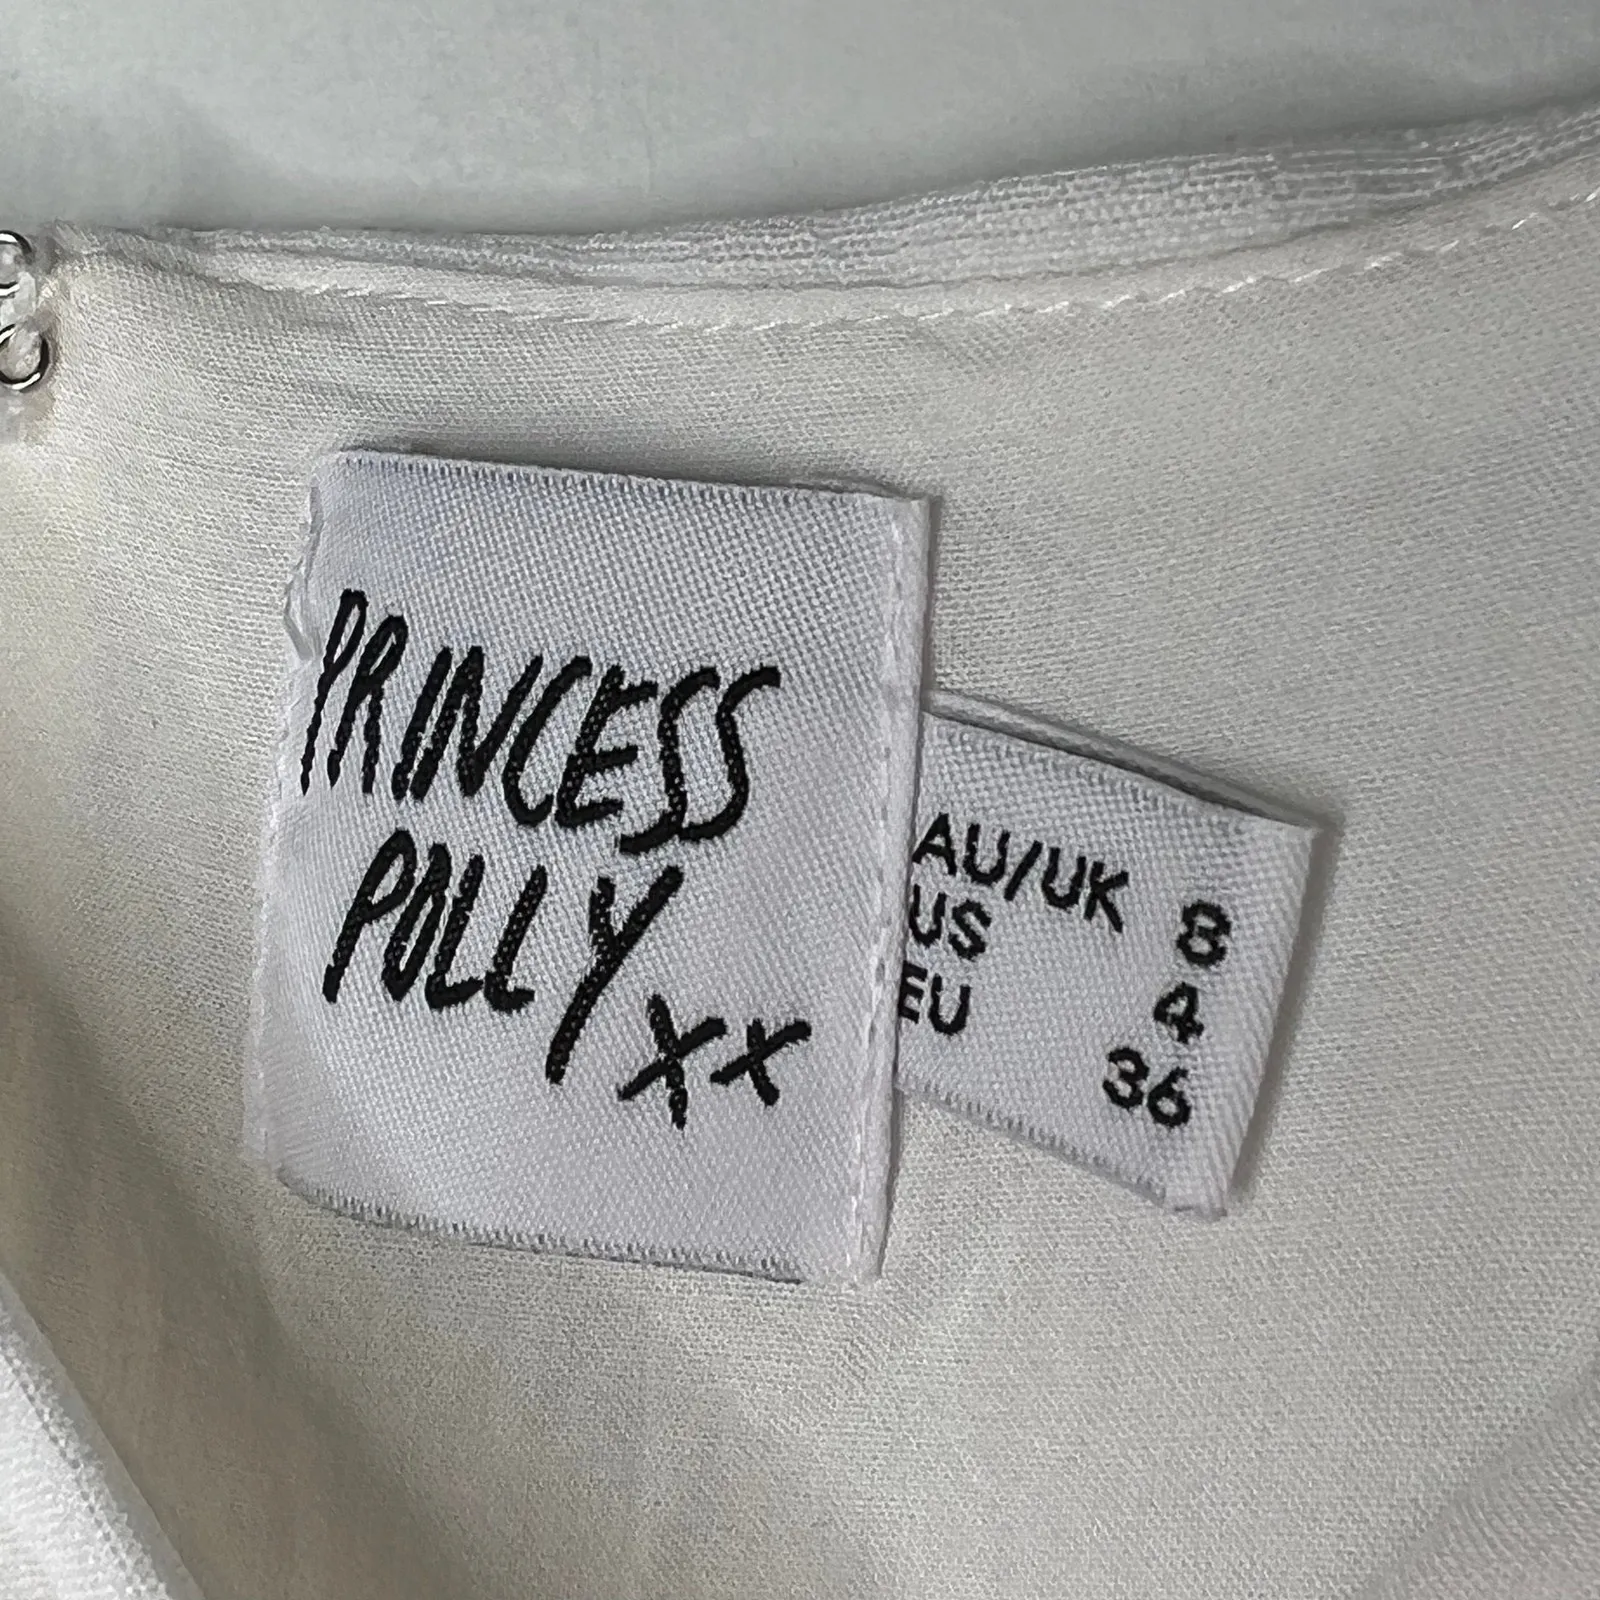 PRINCESS
POLLY
xx
AU/UK 8
US 4
EU 36